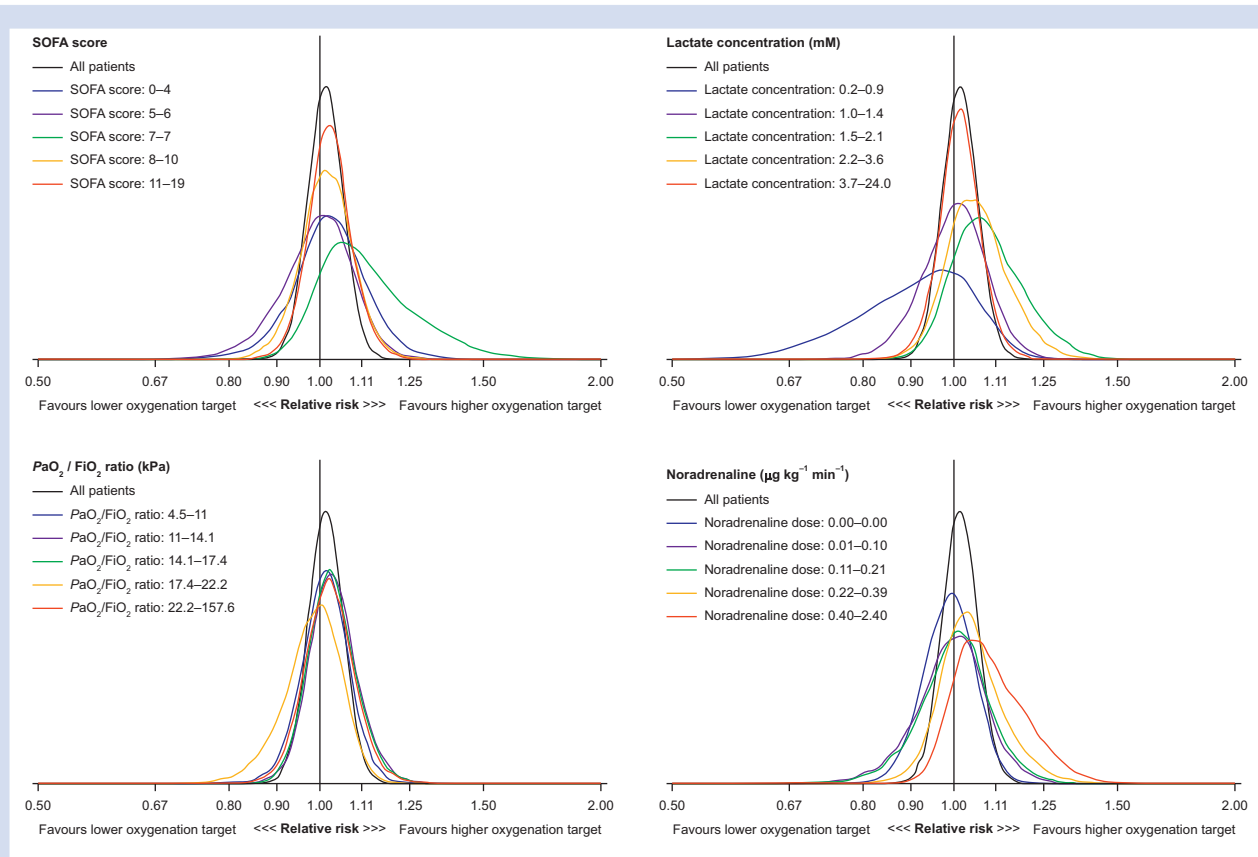 SOFA score
All patients
SOFA score: 0–4
SOFA score: 5–6
SOFA score: 7–7
SOFA score: 8–10
SOFA score: 11–19
0.50 0.67 0.80 0.90 1.00 1.11 1.25 1.50 2.00
Favours lower oxygenation target <<< Relative risk >>> Favours higher oxygenation target
Lactate concentration (mM)
All patients
Lactate concentration: 0.2–0.9
Lactate concentration: 1.0–1.4
Lactate concentration: 1.5–2.1
Lactate concentration: 2.2–3.6
Lactate concentration: 3.7–24.0
0.50 0.67 0.80 0.90 1.00 1.11 1.25 1.50 2.00
Favours lower oxygenation target <<< Relative risk >>> Favours higher oxygenation target
PaO₂ / FiO₂ ratio (kPa)
All patients
PaO₂/FiO₂ ratio: 4.5–11
PaO₂/FiO₂ ratio: 11–14.1
PaO₂/FiO₂ ratio: 14.1–17.4
PaO₂/FiO₂ ratio: 17.4–22.2
PaO₂/FiO₂ ratio: 22.2–157.6
0.50 0.67 0.80 0.90 1.00 1.11 1.25 1.50 2.00
Favours lower oxygenation target <<< Relative risk >>> Favours higher oxygenation target
Noradrenaline (µg kg⁻¹ min⁻¹)
All patients
Noradrenaline dose: 0.00–0.00
Noradrenaline dose: 0.01–0.10
Noradrenaline dose: 0.11–0.21
Noradrenaline dose: 0.22–0.39
Noradrenaline dose: 0.40–2.40
0.50 0.67 0.80 0.90 1.00 1.11 1.25 1.50 2.00
Favours lower oxygenation target <<< Relative risk >>> Favours higher oxygenation target